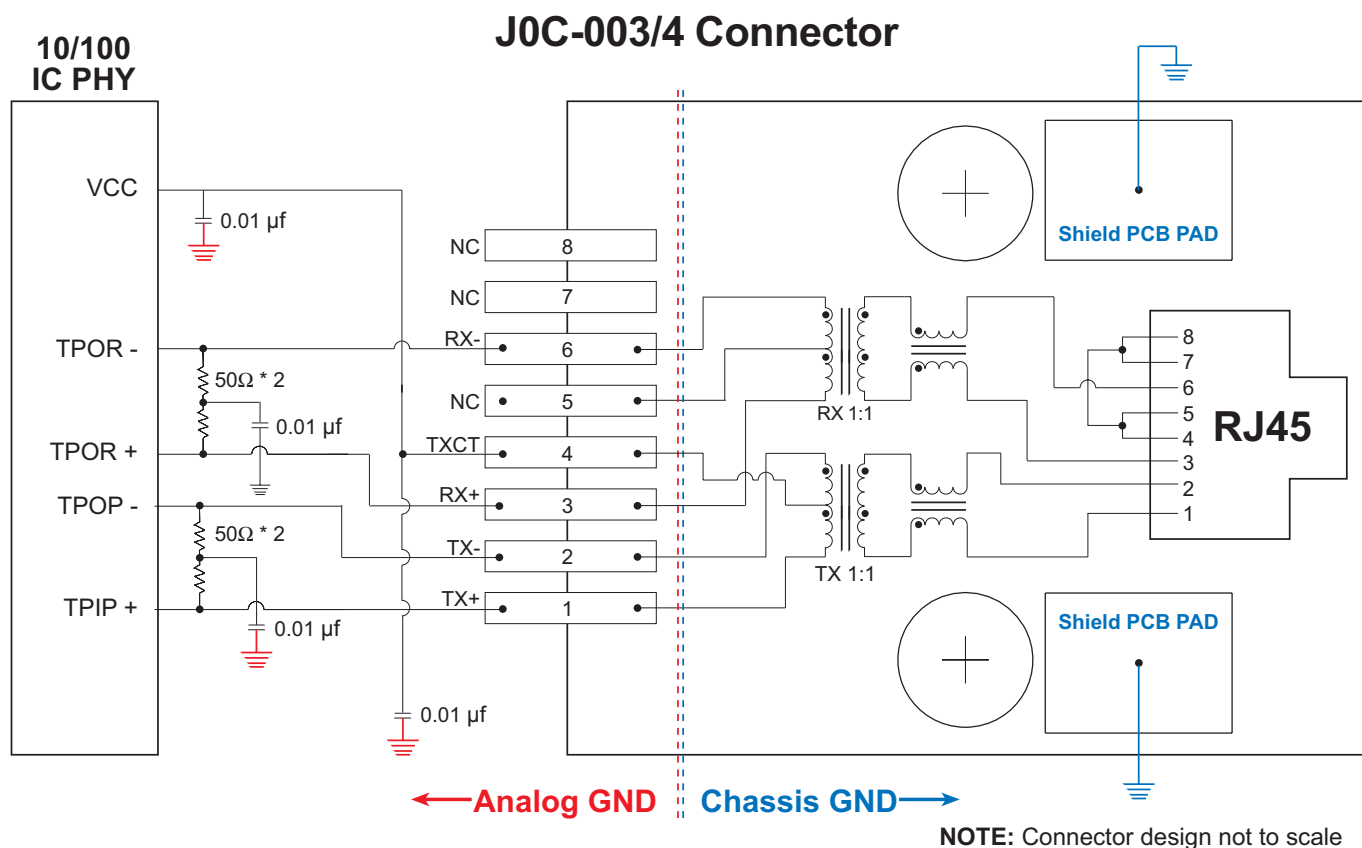 J0C-003/4 Connector
10/100
IC PHY
VCC
0.01 µf
TPOR -
50Ω * 2
0.01 µf
TPOR +
TPOP -
50Ω * 2
0.01 µf
TPIP +
0.01 µf
NC
8
NC
7
RX-
6
NC
5
TXCT
4
RX+
3
TX-
2
TX+
1
RX 1:1
TX 1:1
Shield PCB PAD
8
7
6
5
4
3
2
1
RJ45
Shield PCB PAD
Analog GND
Chassis GND
NOTE: Connector design not to scale